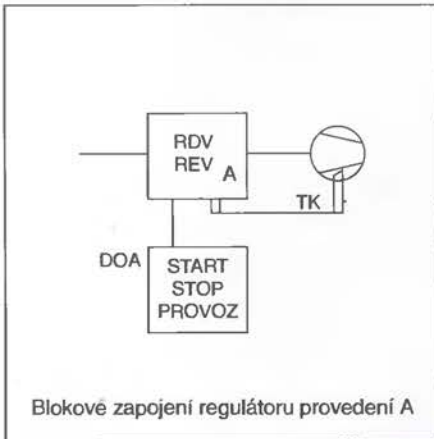 RDV
REV
A
TK
DOA
START
STOP
PROVOZ
Blokové zapojení regulátoru provedení A